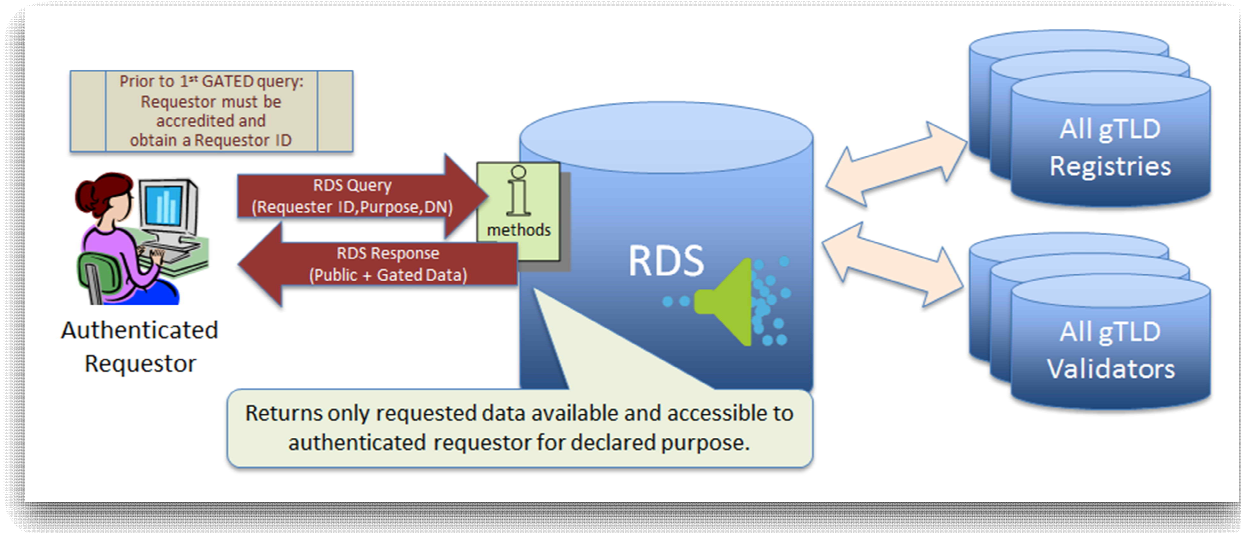 Prior to 1st GATED query:
Requestor must be
accredited and
obtain a Requestor ID
RDS Query
(Requester ID,Purpose,DN)
RDS Response
(Public + Gated Data)
methods
RDS
Authenticated
Requestor
Returns only requested data available and accessible to
authenticated requestor for declared purpose.
All gTLD
Registries
All gTLD
Validators